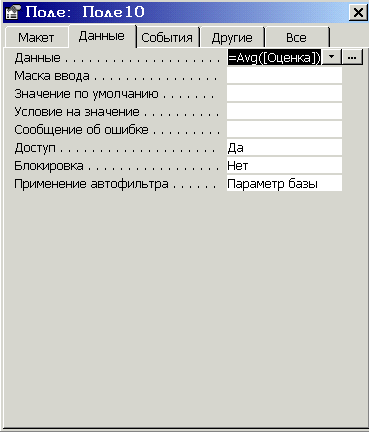 Поле: Поле10
Макет Данные События Другие Все
Данные . . . . . . . . . . . . . . . . . . . . . =Avg([Оценка]) ...
Маска ввода
Значение по умолчанию . . . . . . .
Условие на значение . . . . . . . . . .
Сообщение об ошибке . . . . . . . . .
Доступ . . . . . . . . . . . . . . . . . . . . . Да
Блокировка . . . . . . . . . . . . . . . . . Нет
Применение автофильтра . . . . . . Параметр базы